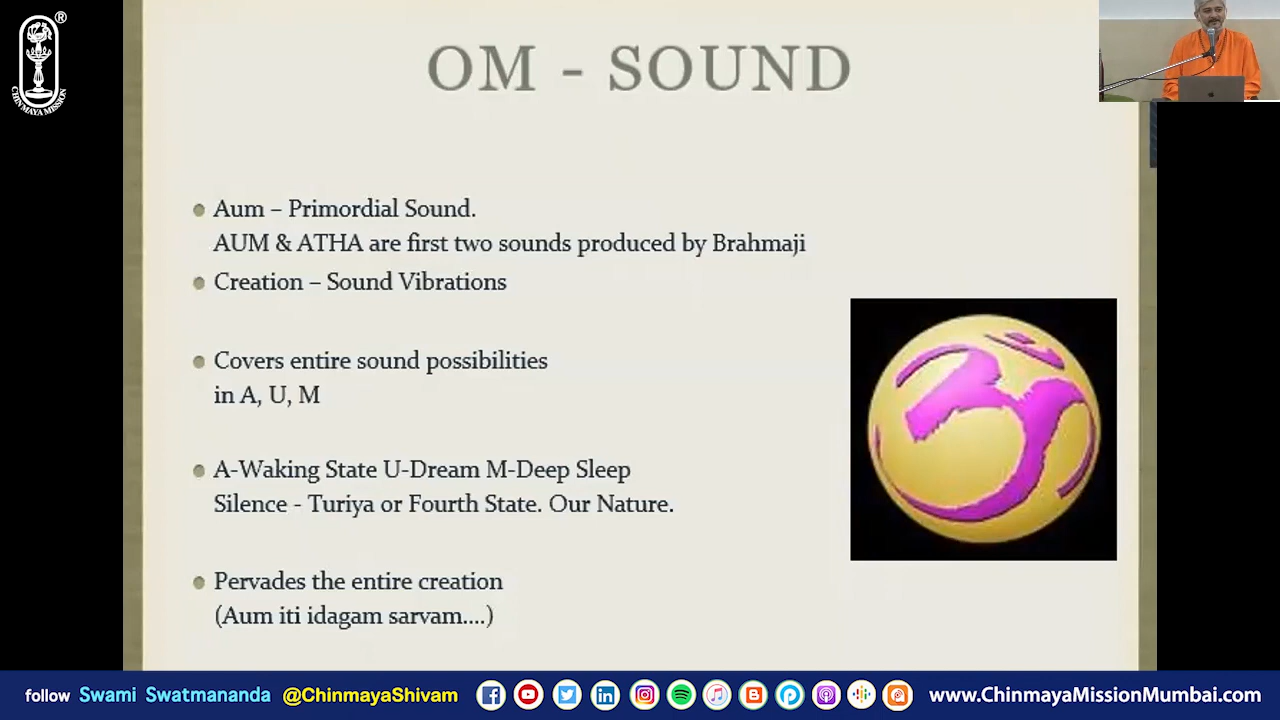 ®
CHINMAYA MISSION
OM - SOUND
Aum – Primordial Sound.
AUM & ATHA are first two sounds produced by Brahmaji
Creation – Sound Vibrations
Covers entire sound possibilities
in A, U, M
A-Waking State U-Dream M-Deep Sleep
Silence - Turiya or Fourth State. Our Nature.
Pervades the entire creation
(Aum iti idagam sarvam....)
ॐ
follow Swami Swatmananda @ChinmayaShivam www.ChinmayaMissionMumbai.com